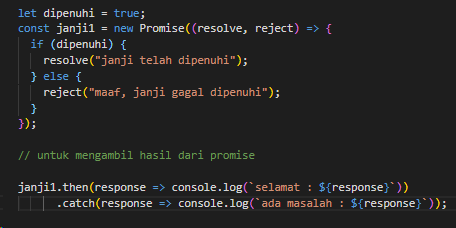 let dipenuhi = true;
const janji1 = new Promise((resolve, reject) => {
  if (dipenuhi) {
    resolve("janji telah dipenuhi");
  } else {
    reject("maaf, janji gagal dipenuhi");
  }
});
// untuk mengambil hasil dari promise
janji1.then(response => console.log(`selamat : ${response}`))
      .catch(response => console.log(`ada masalah : ${response}`));